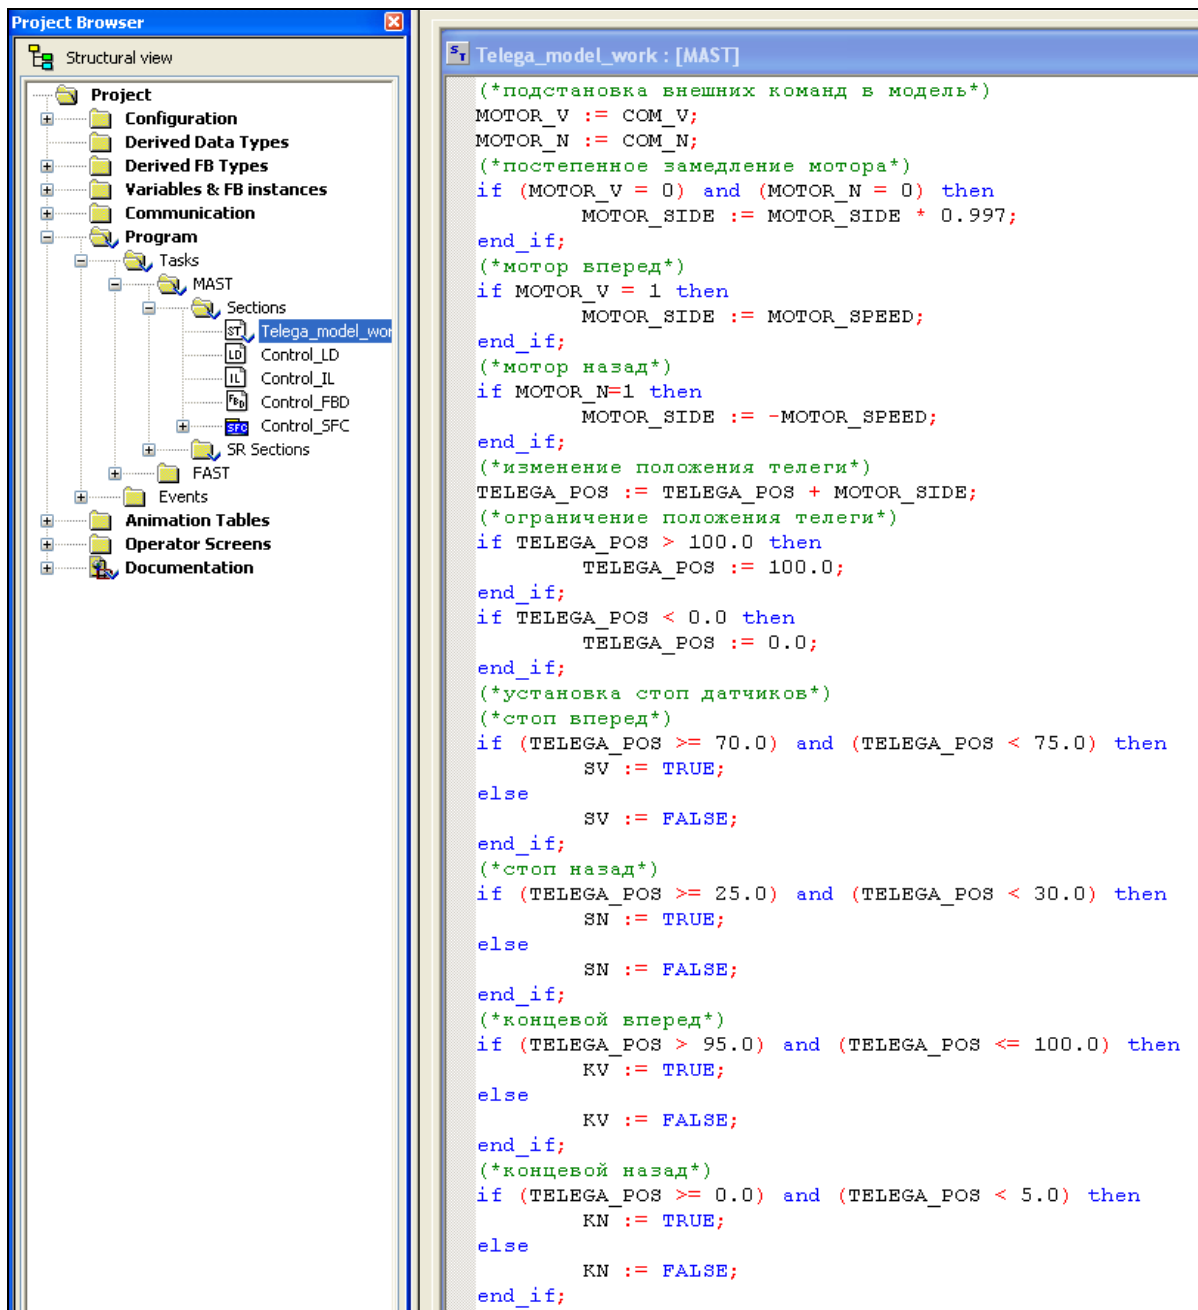 Project Browser
Structural view
Project
Configuration
Derived Data Types
Derived FB Types
Variables & FB instances
Communication
Program
Tasks
MAST
Sections
ST Telega_model_wor
LD Control_LD
IL Control_IL
FBD Control_FBD
SFC Control_SFC
SR Sections
FAST
Events
Animation Tables
Operator Screens
Documentation
ST Telega_model_work : [MAST]
(*подстановка внешних команд в модель*)
MOTOR_V := COM_V;
MOTOR_N := COM_N;
(*постепенное замедление мотора*)
if (MOTOR_V = 0) and (MOTOR_N = 0) then
MOTOR_SIDE := MOTOR_SIDE * 0.997;
end_if;
(*мотор вперед*)
if MOTOR_V = 1 then
MOTOR_SIDE := MOTOR_SPEED;
end_if;
(*мотор назад*)
if MOTOR_N=1 then
MOTOR_SIDE := -MOTOR_SPEED;
end_if;
(*изменение положения телеги*)
TELEGA_POS := TELEGA_POS + MOTOR_SIDE;
(*ограничение положения телеги*)
if TELEGA_POS > 100.0 then
TELEGA_POS := 100.0;
end_if;
if TELEGA_POS < 0.0 then
TELEGA_POS := 0.0;
end_if;
(*установка стоп датчиков*)
(*стоп вперед*)
if (TELEGA_POS >= 70.0) and (TELEGA_POS < 75.0) then
SV := TRUE;
else
SV := FALSE;
end_if;
(*стоп назад*)
if (TELEGA_POS >= 25.0) and (TELEGA_POS < 30.0) then
SN := TRUE;
else
SN := FALSE;
end_if;
(*концевой вперед*)
if (TELEGA_POS > 95.0) and (TELEGA_POS <= 100.0) then
KV := TRUE;
else
KV := FALSE;
end_if;
(*концевой назад*)
if (TELEGA_POS >= 0.0) and (TELEGA_POS < 5.0) then
KN := TRUE;
else
KN := FALSE;
end_if;